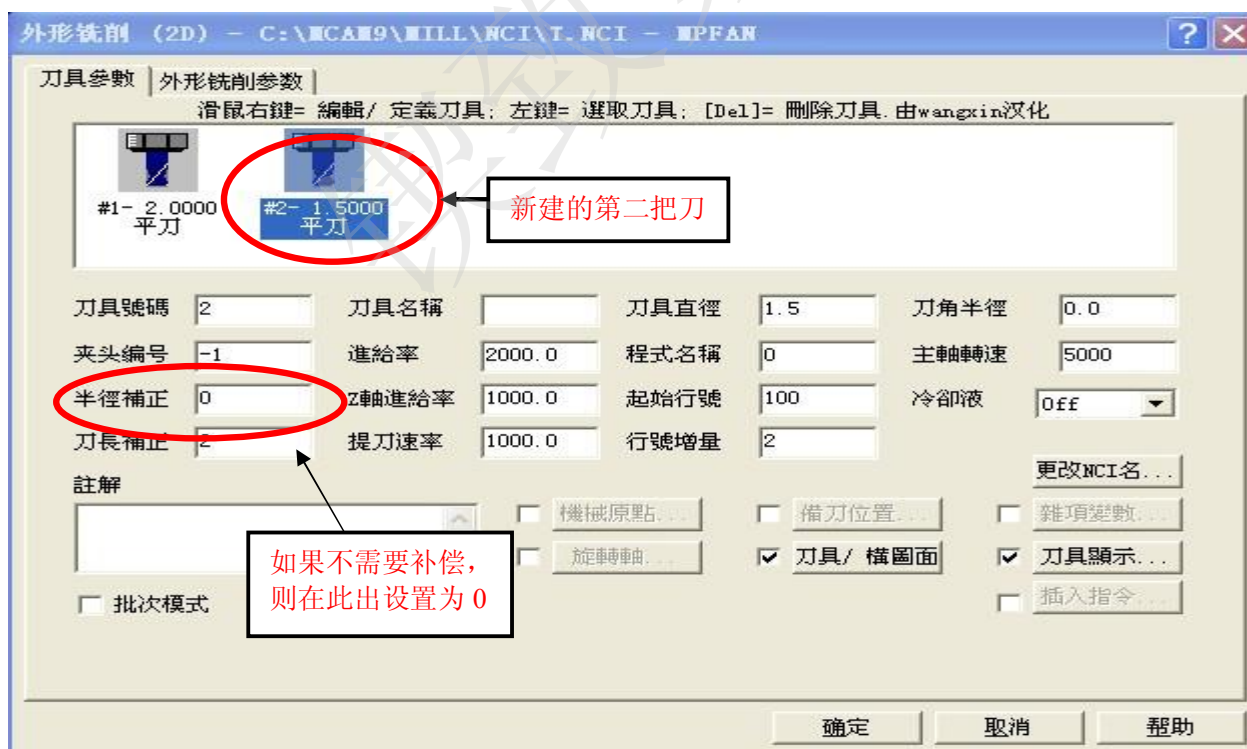 外形铣削 (2D) - C:\MCAM9\MILL\NCI\T.NCI - MPFAN
刀具參數 外形铣削参数
滑鼠右鍵= 編輯/ 定義刀具; 左鍵= 選取刀具; [Del]= 刪除刀具.由wangxin汉化
#1- 2.0000
平刀
#2- 1.5000
平刀
新建的第二把刀
刀具號碼 2 刀具名稱 刀具直徑 1.5 刀角半徑 0.0
夹头编号 -1 進給率 2000.0 程式名稱 0 主軸轉速 5000
半徑補正 0 Z軸進給率 1000.0 起始行號 100 冷卻液 Off
刀長補正 2 提刀速率 1000.0 行號增量 2
更改NCI名...
註解
機械原點... 備刀位置... 雜項變數...
旋轉軸... 刀具/ 構圖面 刀具顯示...
如果不需要补偿，
则在此出设置为 0
批次模式
插入指令...
确定 取消 帮助